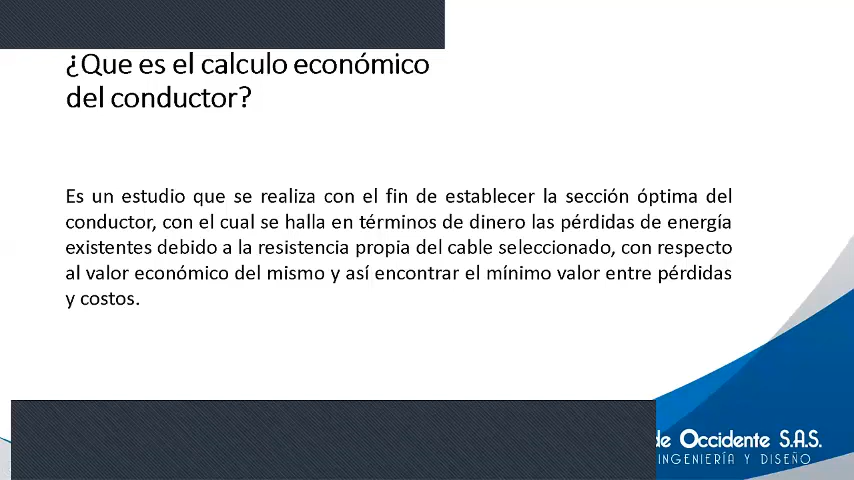 ¿Que es el calculo económico
del conductor?
Es un estudio que se realiza con el fin de establecer la sección óptima del
conductor, con el cual se halla en términos de dinero las pérdidas de energía
existentes debido a la resistencia propia del cable seleccionado, con respecto
al valor económico del mismo y así encontrar el mínimo valor entre pérdidas
y costos.
de Occidente S.A.S.
INGENIERÍA Y DISEÑO